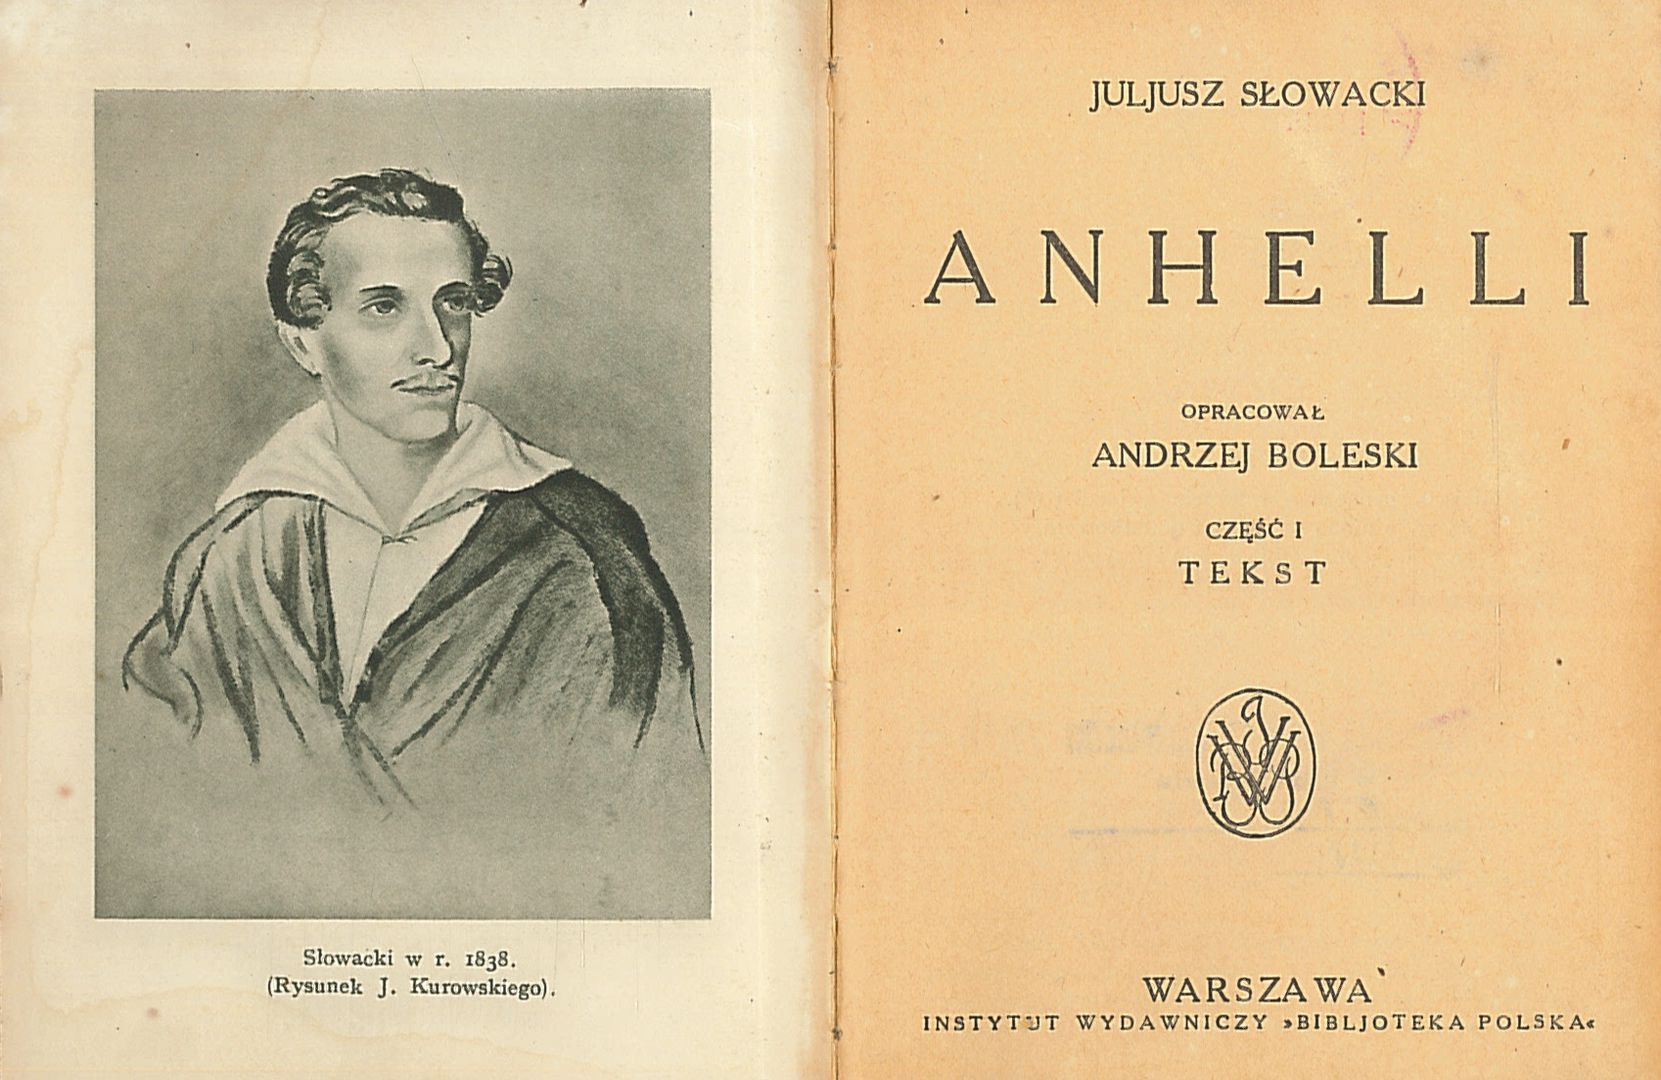 Słowacki w r. 1838.
(Rysunek J. Kurowskiego).
JULJUSZ SŁOWACKI
ANHELLI
OPRACOWAŁ
ANDRZEJ BOLESKI
CZĘŚĆ I
TEKST
WARSZAWA
INSTYTUT WYDAWNICZY »BIBLJOTEKA POLSKA«